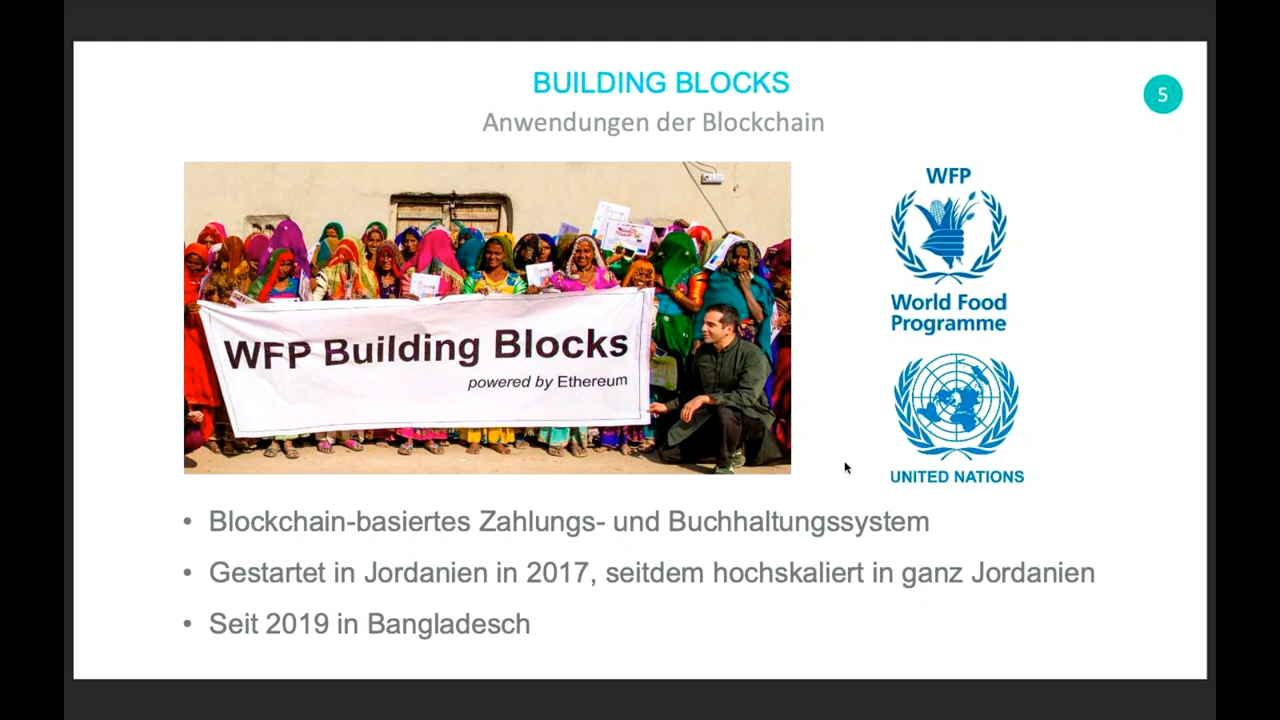 BUILDING BLOCKS
5
Anwendungen der Blockchain
WFP
World Food
Programme
UNITED NATIONS
WFP Building Blocks
powered by Ethereum
• Blockchain-basiertes Zahlungs- und Buchhaltungssystem
• Gestartet in Jordanien in 2017, seitdem hochskaliert in ganz Jordanien
• Seit 2019 in Bangladesch